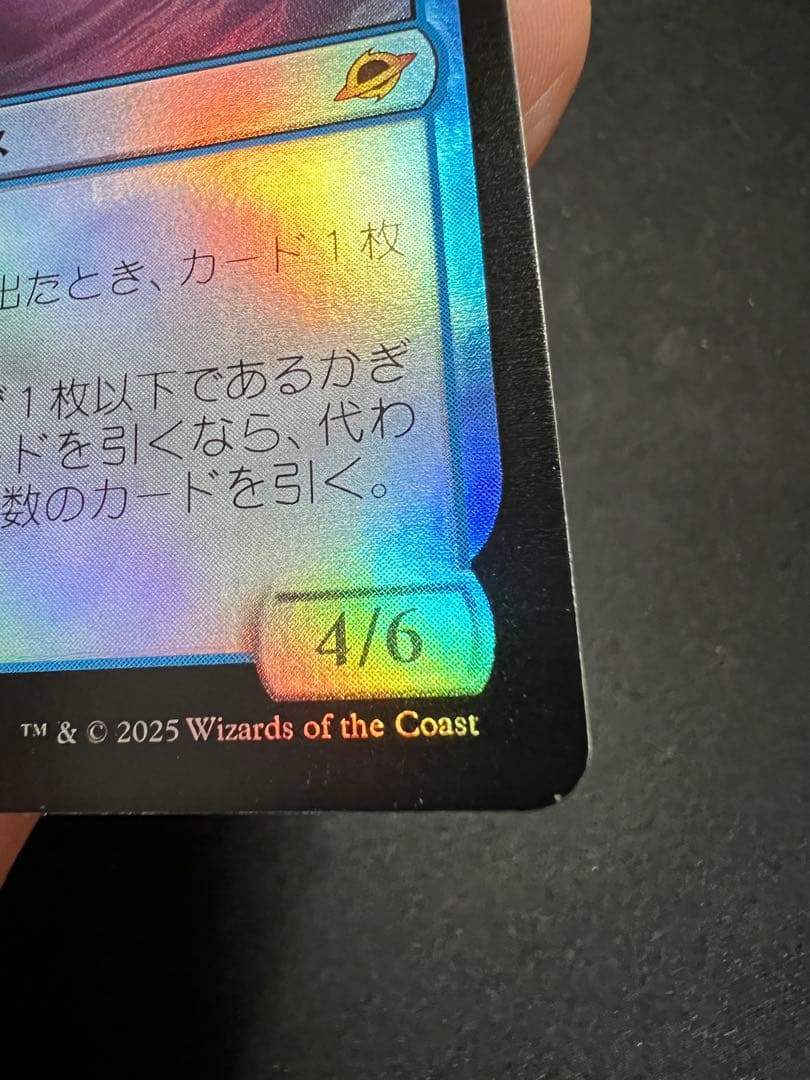 出たとき、カード1枚
1枚以下であるかぎ
ドを引くなら、代わ
数のカードを引く。
4/6
™ & © 2025 Wizards of the Coast